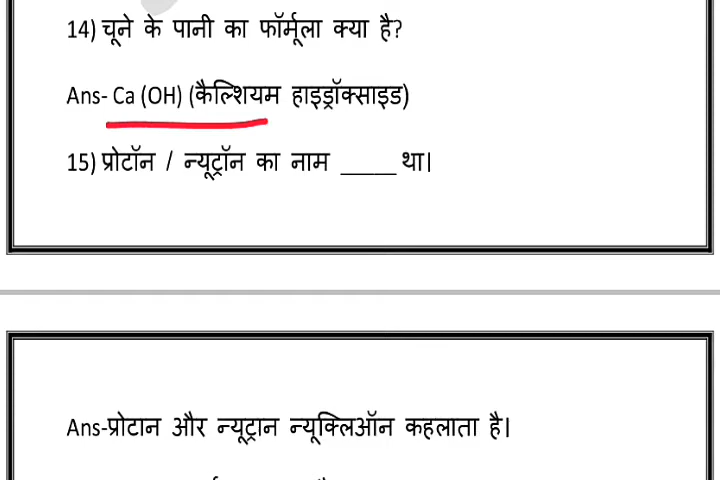 14) चूने के पानी का फॉर्मूला क्या है?
Ans- Ca (OH) (कैल्शियम हाइड्रॉक्साइड)
15) प्रोटॉन / न्यूट्रॉन का नाम _____ था।
Ans-प्रोटान और न्यूट्रान न्यूक्लिऑन कहलाता है।